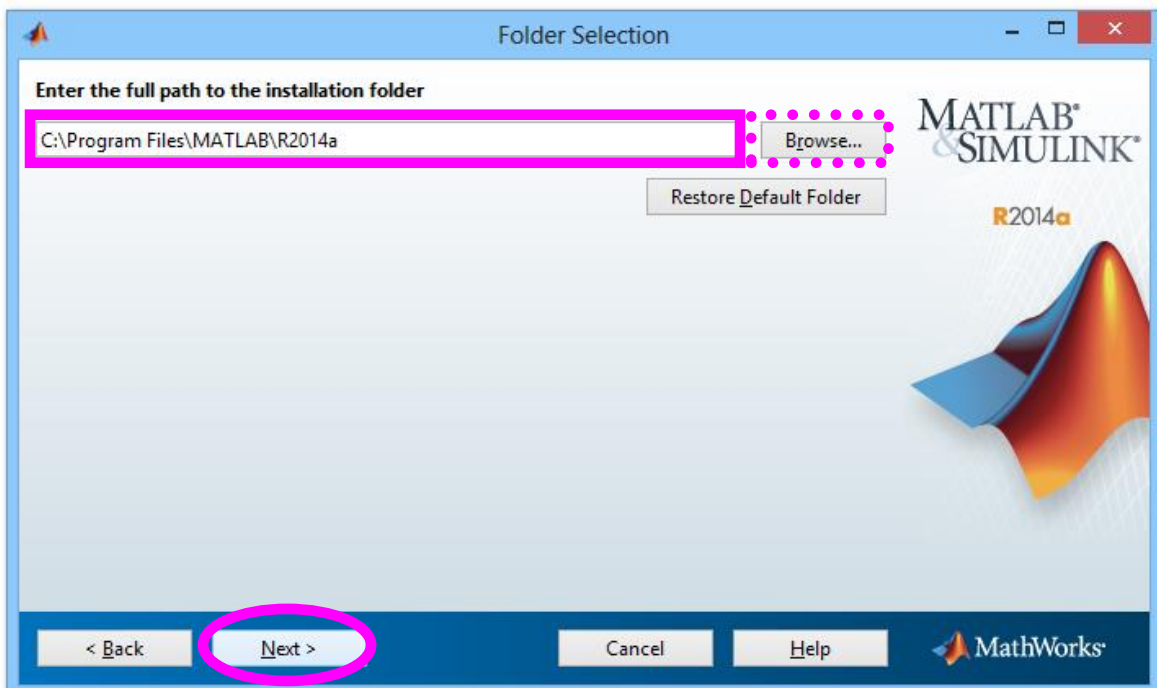 Folder Selection
Enter the full path to the installation folder
C:\Program Files\MATLAB\R2014a
Browse...
Restore Default Folder
MATLAB®
&SIMULINK®
R2014a
< Back
Next >
Cancel
Help
MathWorks®